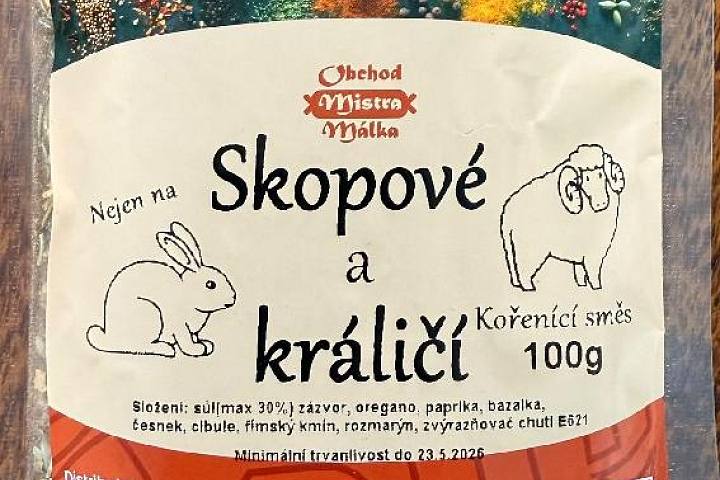 Obchod
Mistra
Málka
Nejen na
Skopové
a
králičí
Kořenící směs
100g
Složení: sůl(max 30%) zázvor, oregano, paprika, bazalka,
česnek, cibule, římský kmín, rozmarýn, zvýrazňovač chuti E621
Minimální trvanlivost do 23.5.2026